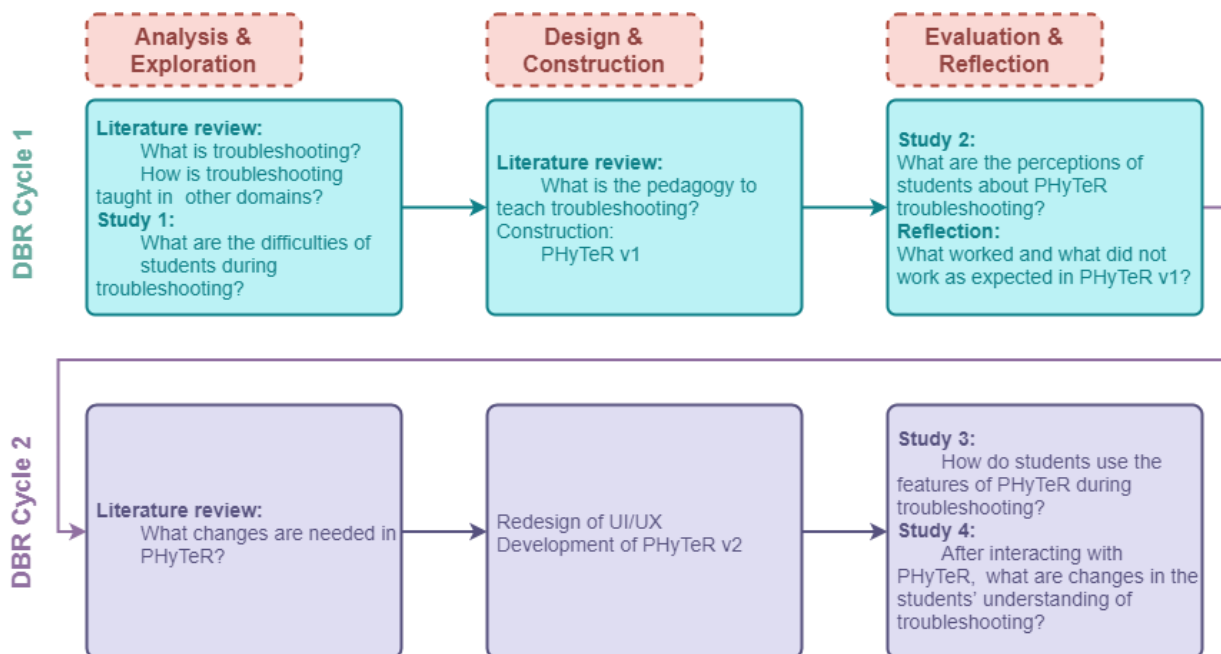 Analysis &
Exploration
Design &
Construction
Evaluation &
Reflection
DBR Cycle 1
Literature review:
What is troubleshooting?
How is troubleshooting
taught in other domains?
Study 1:
What are the difficulties of
students during
troubleshooting?
Literature review:
What is the pedagogy to
teach troubleshooting?
Construction:
PHyTeR v1
Study 2:
What are the perceptions of
students about PHyTeR
troubleshooting?
Reflection:
What worked and what did not
work as expected in PHyTeR v1?
DBR Cycle 2
Literature review:
What changes are needed in
PHyTeR?
Redesign of UI/UX
Development of PHyTeR v2
Study 3:
How do students use the
features of PHyTeR during
troubleshooting?
Study 4:
After interacting with
PHyTeR, what are changes in the
students’ understanding of
troubleshooting?